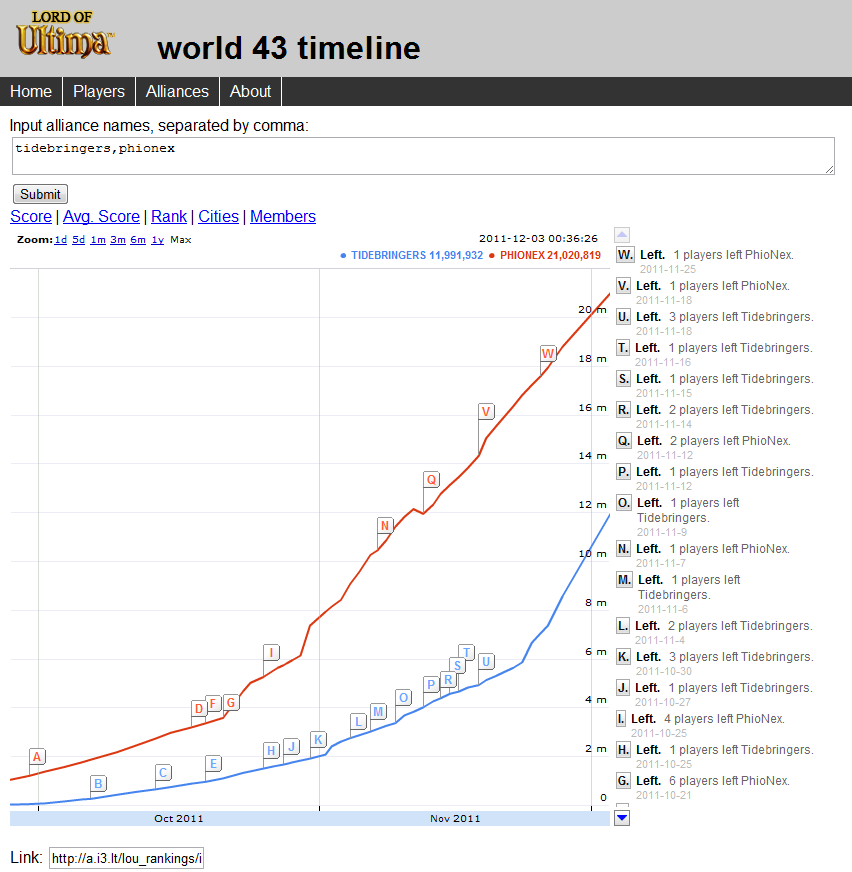 LORD OF
Ultima
world 43 timeline
Home Players Alliances About
Input alliance names, separated by comma:
tidebringers,phionex
Submit
Score | Avg. Score | Rank | Cities | Members
Zoom: 1d 5d 1m 3m 6m 1y Max
2011-12-03 00:36:26
TIDEBRINGERS 11,991,932 PHIONEX 21,020,819
20 m
18 m
16 m
14 m
12 m
10 m
8 m
6 m
4 m
2 m
0
W
V
Q
N
I
T
S
U
R
P
O
M
L
K
J
H
D
F
G
E
A
C
B
Oct 2011 Nov 2011
W. Left. 1 players left PhioNex.
2011-11-25
V. Left. 1 players left PhioNex.
2011-11-18
U. Left. 3 players left Tidebringers.
2011-11-18
T. Left. 1 players left Tidebringers.
2011-11-16
S. Left. 1 players left Tidebringers.
2011-11-15
R. Left. 2 players left Tidebringers.
2011-11-14
Q. Left. 2 players left PhioNex.
2011-11-12
P. Left. 1 players left Tidebringers.
2011-11-12
O. Left. 1 players left
Tidebringers.
2011-11-9
N. Left. 1 players left PhioNex.
2011-11-7
M. Left. 1 players left
Tidebringers.
2011-11-6
L. Left. 2 players left Tidebringers.
2011-11-4
K. Left. 3 players left Tidebringers.
2011-10-30
J. Left. 1 players left Tidebringers.
2011-10-27
I. Left. 4 players left PhioNex.
2011-10-25
H. Left. 1 players left Tidebringers.
2011-10-25
G. Left. 6 players left PhioNex.
2011-10-21
Link: http://a.i3.lt/lou_rankings/i